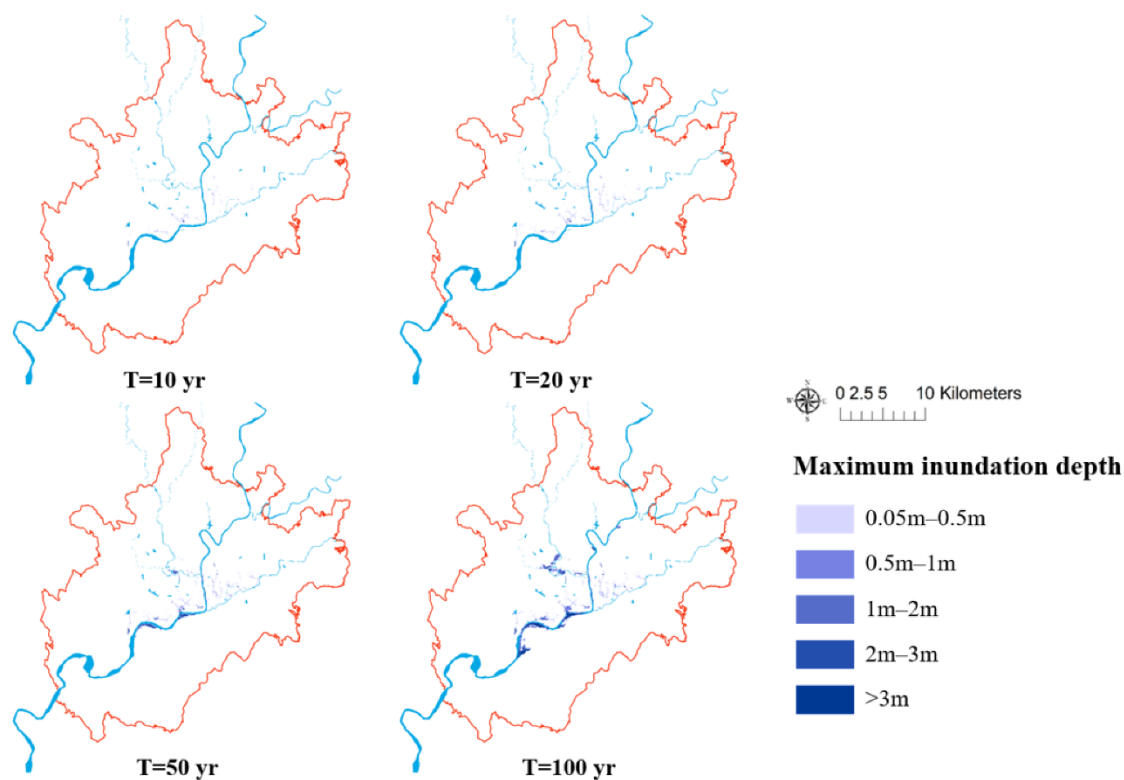 T=10 yr
T=20 yr
N
W E
S
0 2.5 5 10 Kilometers
Maximum inundation depth
0.05m–0.5m
0.5m–1m
1m–2m
2m–3m
>3m
T=50 yr
T=100 yr